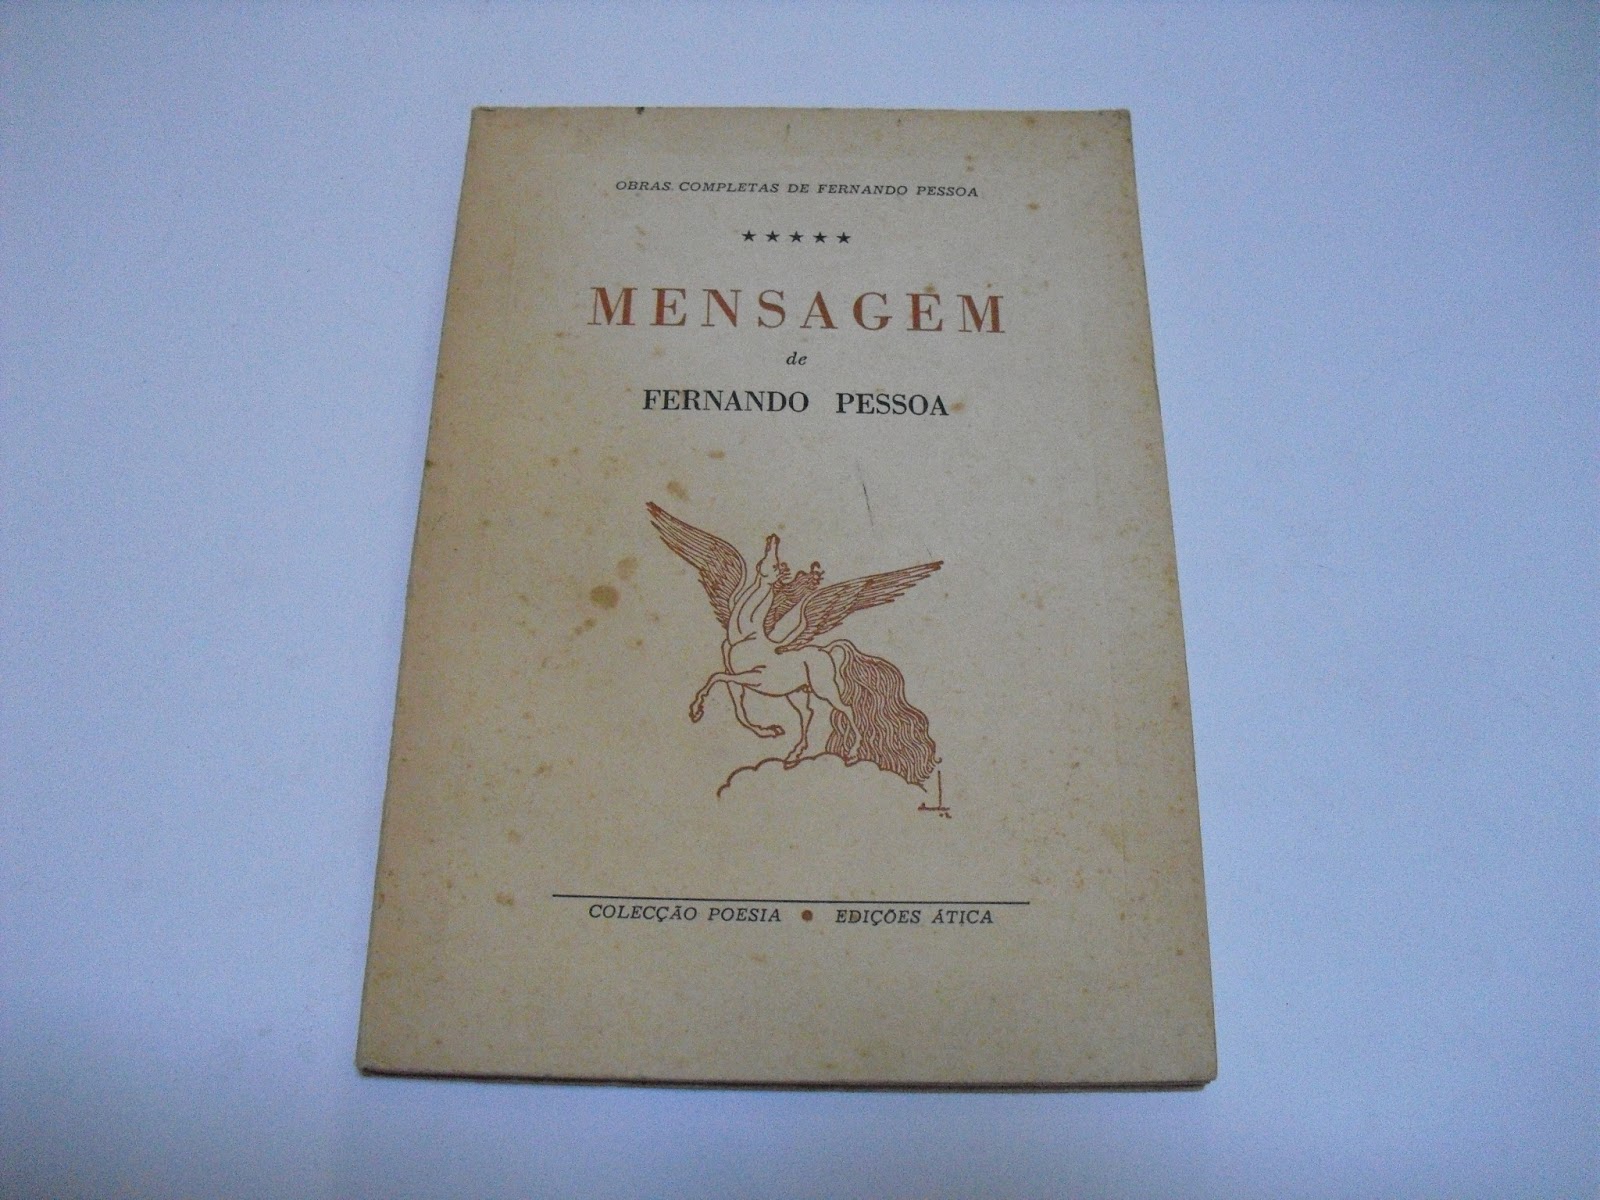 OBRAS COMPLETAS DE FERNANDO PESSOA
★★★★★
MENSAGEM
de
FERNANDO PESSOA
COLECÇÃO POESIA ● EDIÇÕES ÁTICA